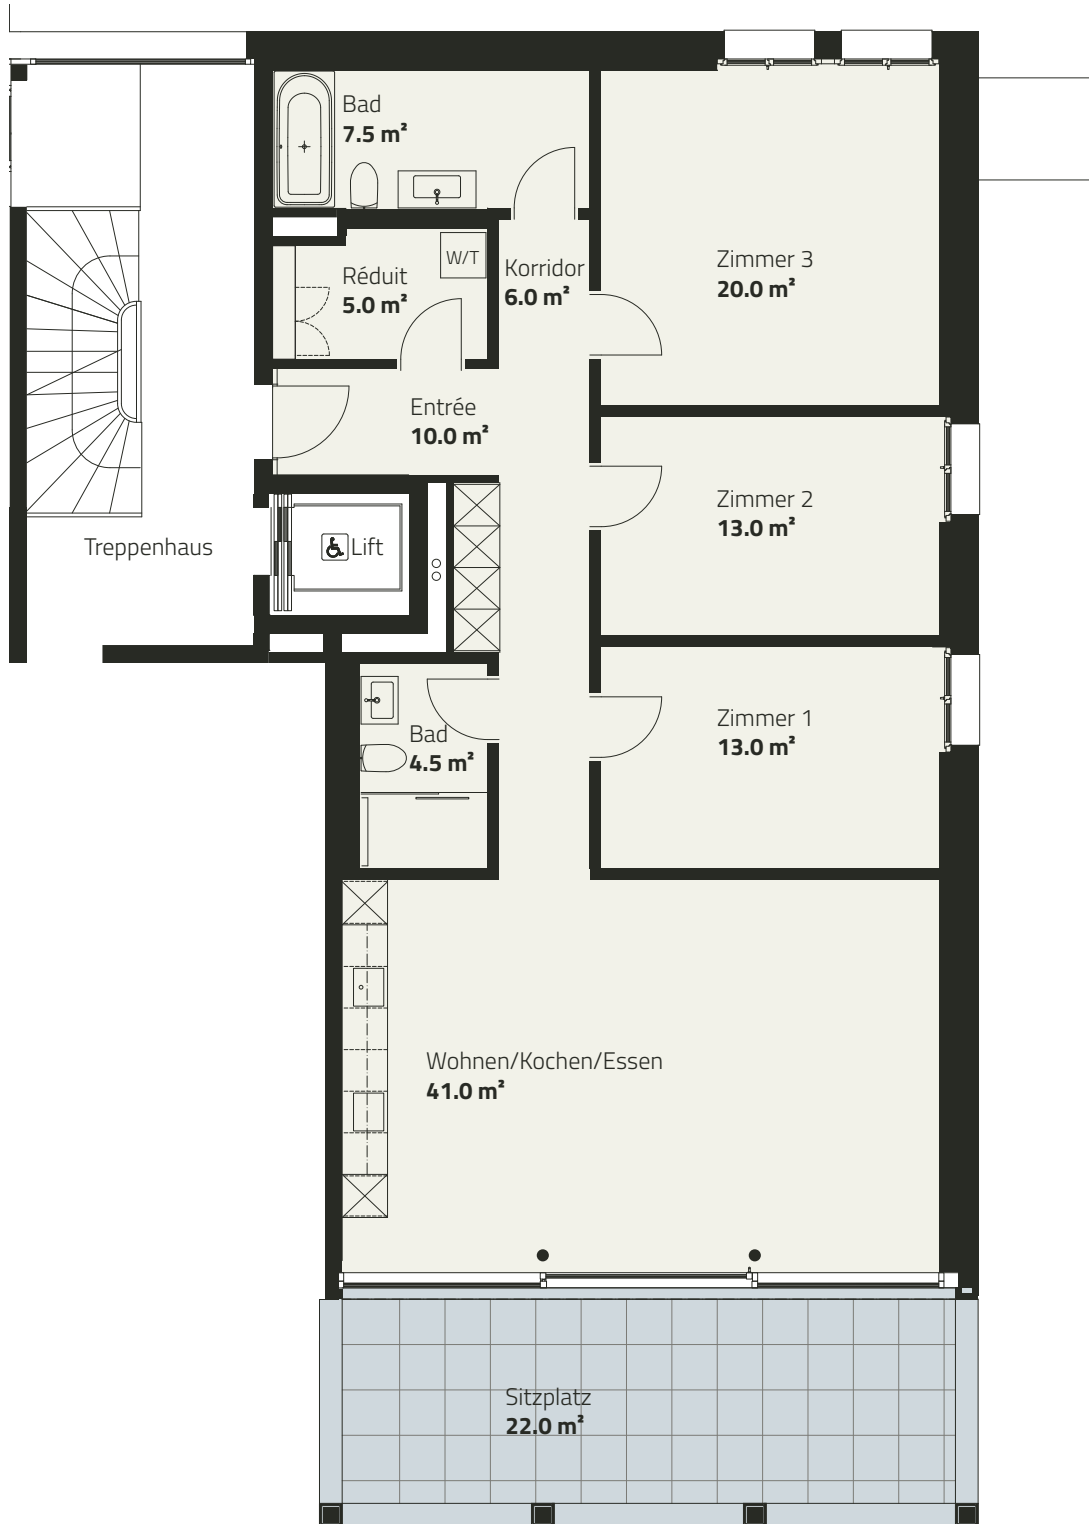 Bad
7.5 m²
W/T
Réduit
5.0 m²
Korridor
6.0 m²
Zimmer 3
20.0 m²
Entrée
10.0 m²
Zimmer 2
13.0 m²
Treppenhaus
Lift
Zimmer 1
13.0 m²
Bad
4.5 m²
Wohnen/Kochen/Essen
41.0 m²
Sitzplatz
22.0 m²